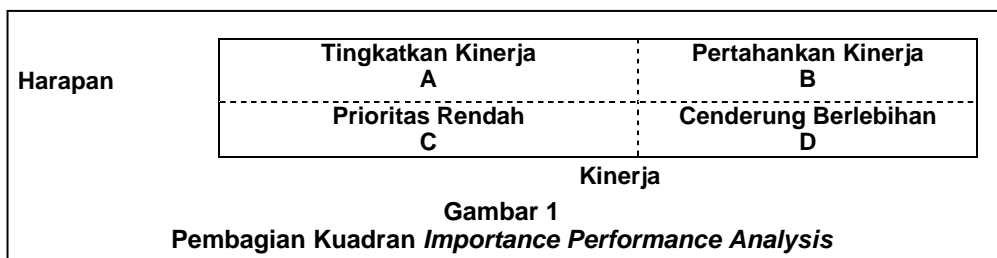 Tingkatkan Kinerja
A
Pertahankan Kinerja
B
Harapan
Prioritas Rendah
C
Cenderung Berlebihan
D
Kinerja
Gambar 1
Pembagian Kuadran Importance Performance Analysis